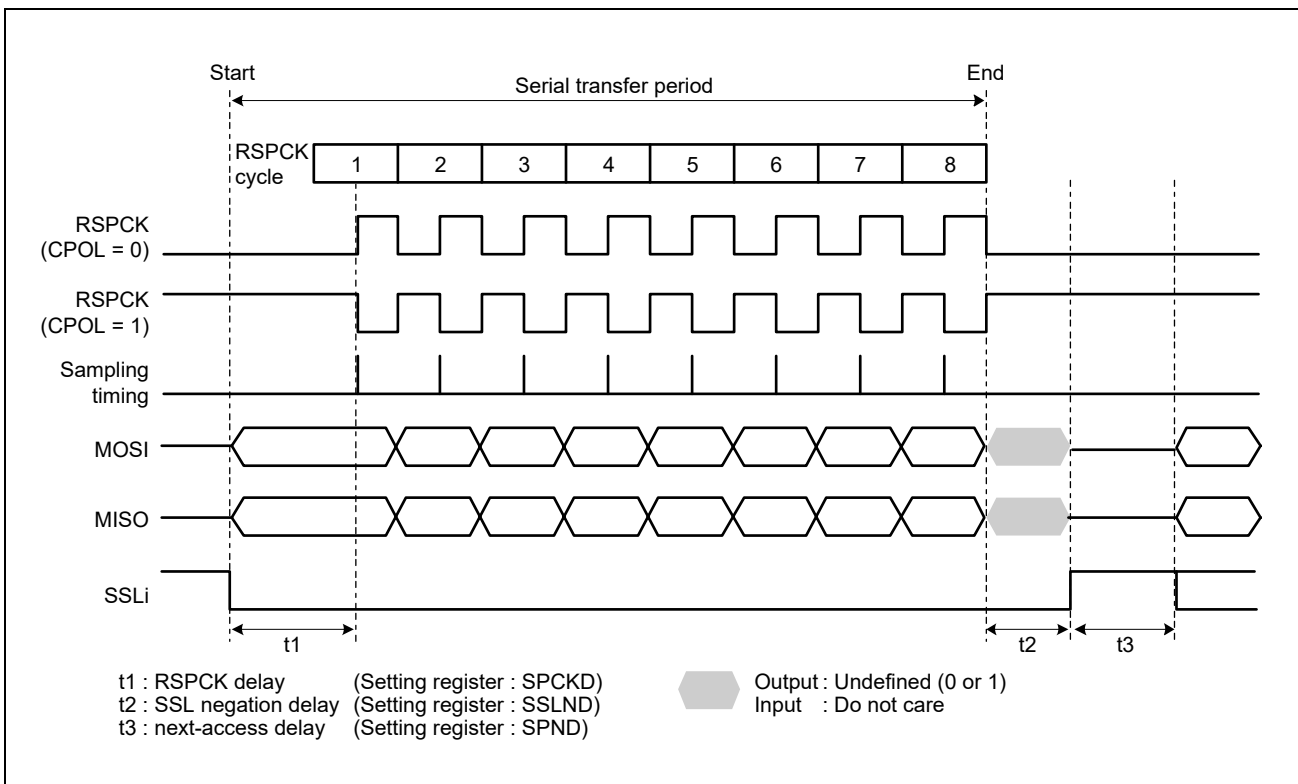 Start
End
Serial transfer period
RSPCK
cycle
1 2 3 4 5 6 7 8
RSPCK
(CPOL = 0)
RSPCK
(CPOL = 1)
Sampling
timing
MOSI
MISO
SSLi
t1
t2
t3
t1 : RSPCK delay (Setting register : SPCKD)
t2 : SSL negation delay (Setting register : SSLND)
t3 : next-access delay (Setting register : SPND)
Output : Undefined (0 or 1)
Input : Do not care